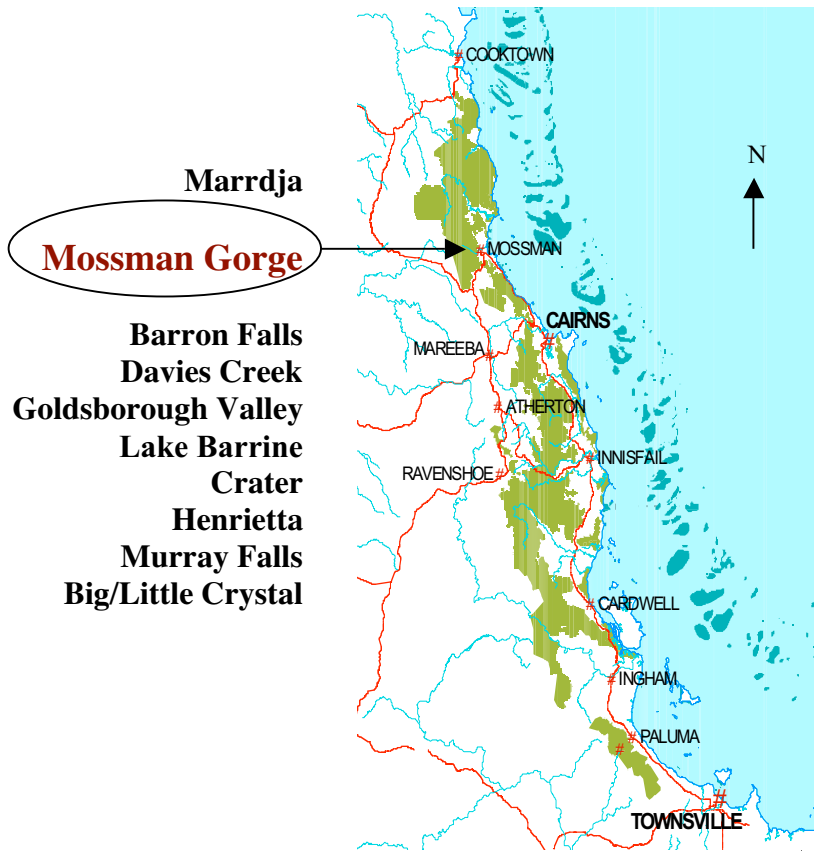 Marrdja
Mossman Gorge
Barron Falls
Davies Creek
Goldsborough Valley
Lake Barrine
Crater
Henrietta
Murray Falls
Big/Little Crystal
# COOKTOWN
N
# MOSSMAN
CAIRNS
#
MAREEBA #
# ATHERTON
# INNISFAIL
RAVENSHOE #
# CARDWELL
# INGHAM
# PALUMA
#
#
TOWNSVILLE